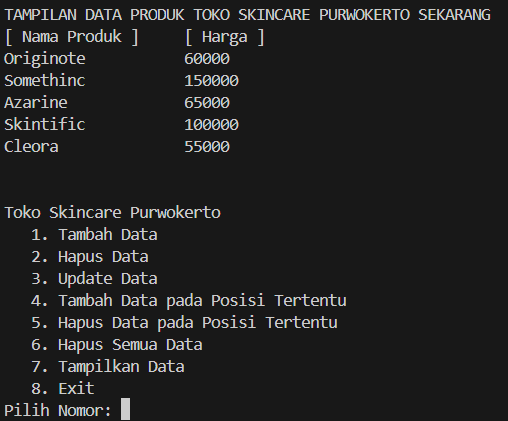 TAMPILAN DATA PRODUK TOKO SKINCARE PURWOKERTO SEKARANG
[ Nama Produk ] [ Harga ]
Originote 60000
Somethinc 150000
Azarine 65000
Skintific 100000
Cleora 55000
Toko Skincare Purwokerto
1. Tambah Data
2. Hapus Data
3. Update Data
4. Tambah Data pada Posisi Tertentu
5. Hapus Data pada Posisi Tertentu
6. Hapus Semua Data
7. Tampilkan Data
8. Exit
Pilih Nomor: